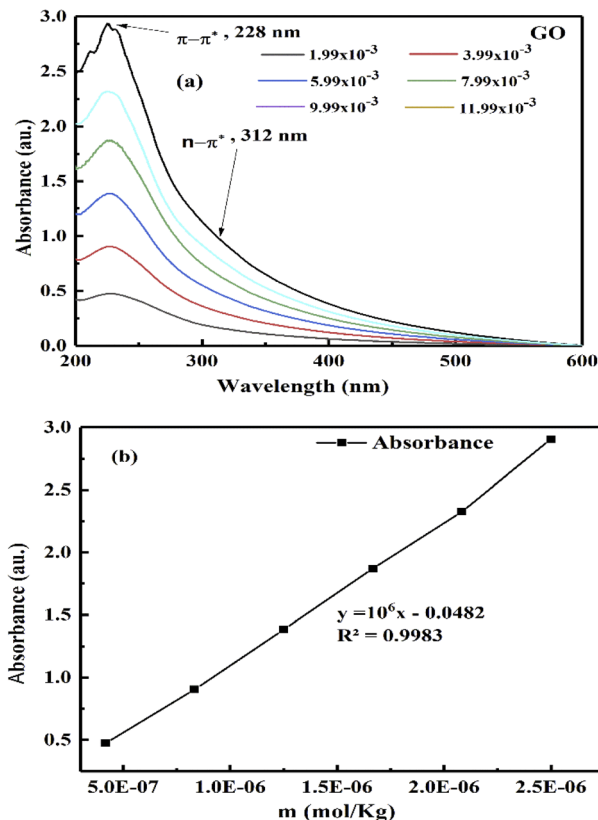 3.0
π–π*, 228 nm
GO
1.99x10⁻³ 3.99x10⁻³
5.99x10⁻³ 7.99x10⁻³
9.99x10⁻³ 11.99x10⁻³
2.5
(a)
2.0
n–π*, 312 nm
1.5
1.0
0.5
0.0
Absorbance (au.)
200 300 400 500 600
Wavelength (nm)
3.0
(b)
Absorbance
2.5
2.0
1.5
y =10⁶x - 0.0482
R² = 0.9983
1.0
0.5
Absorbance (au.)
5.0E-07 1.0E-06 1.5E-06 2.0E-06 2.5E-06
m (mol/Kg)